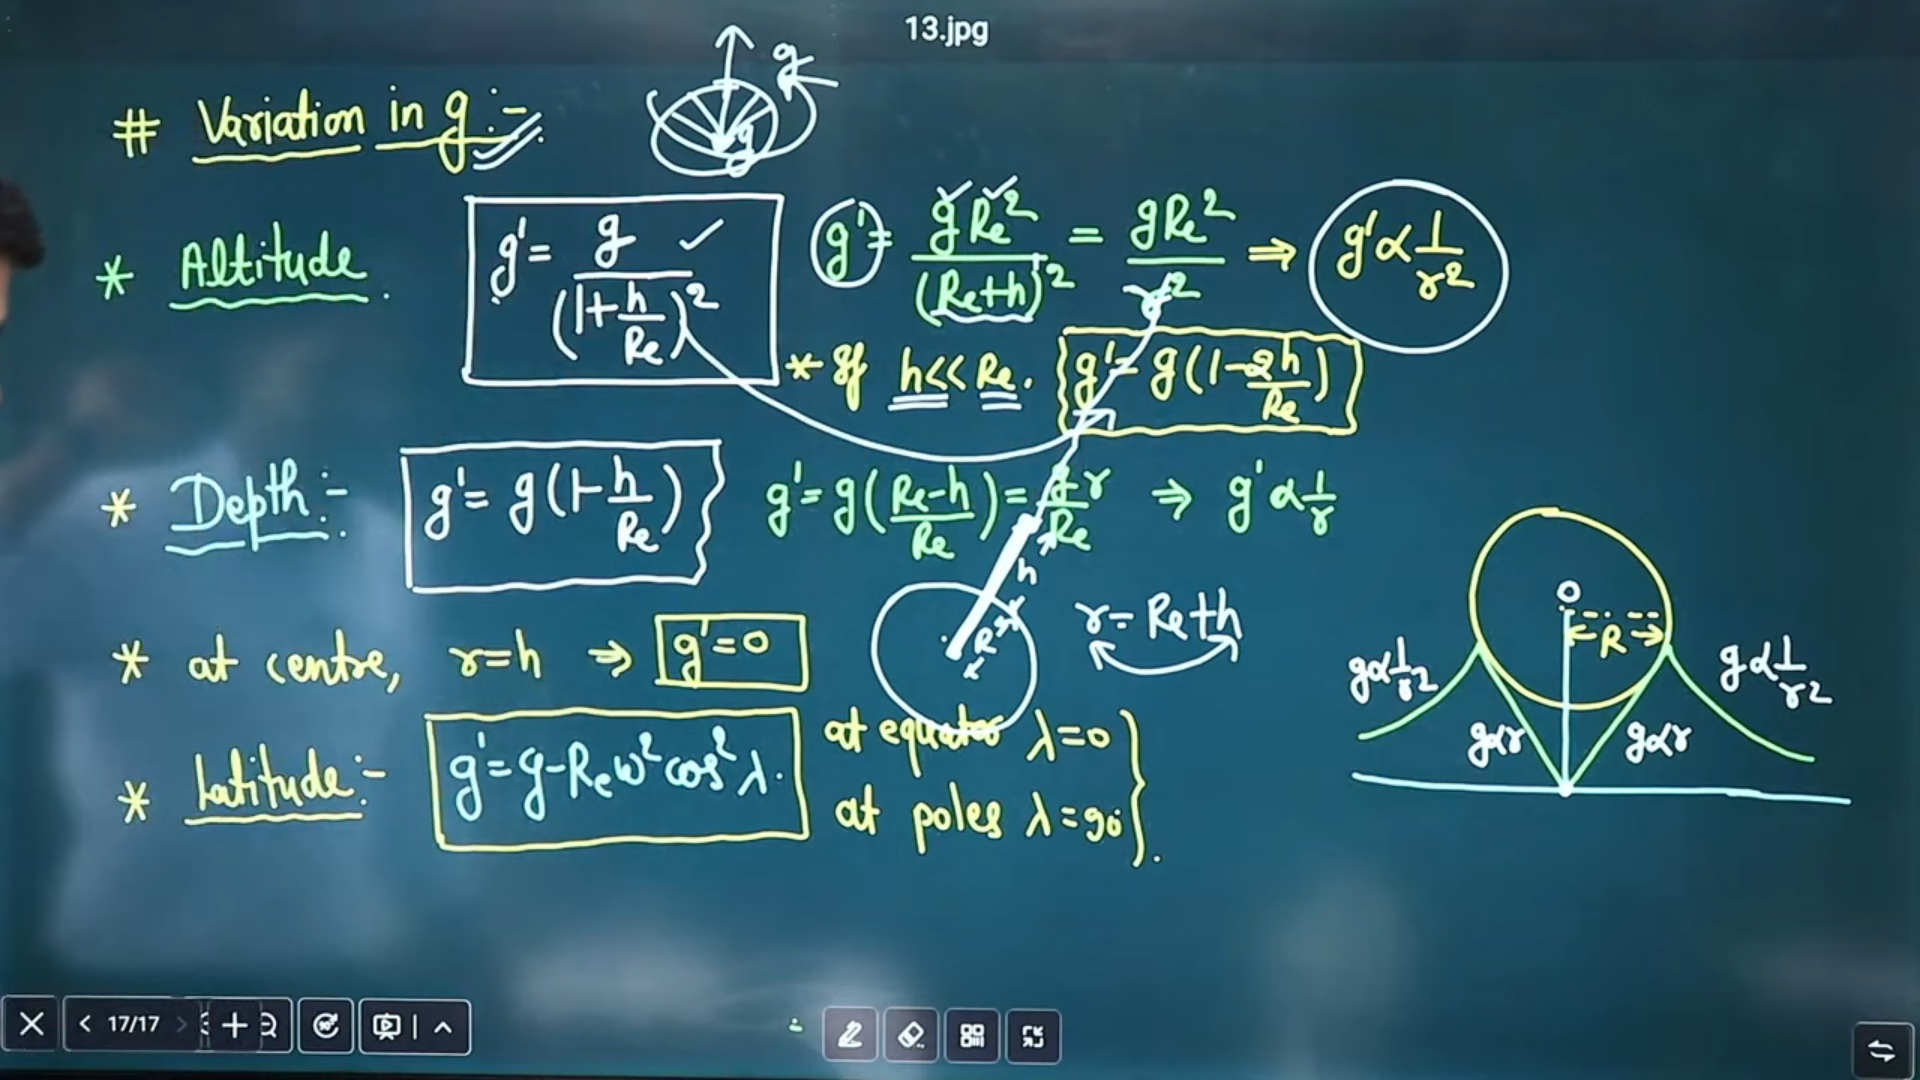 13.jpg
# Variation in g :-
g
g
* Altitude.
g' = g / (1+h/Re)²
g' = gRe² / (Re+h)² = gRe² / r² ⇒ g' ∝ 1/r²
* If h<<Re. g' = g(1-2h/Re)
* Depth :-
g' = g(1-h/Re)
g' = g(Re-h/Re) = gr/Re ⇒ g' ∝ 1/r
h
R
r = Re+h
* at centre, r=h ⇒ g'=0
* Latitude :-
g' = g-Reω²cos²λ.
at equator λ=0
at poles λ=90°
O
R
g∝1/r²
g∝r
g∝r
g∝1/r²
17/17
90°